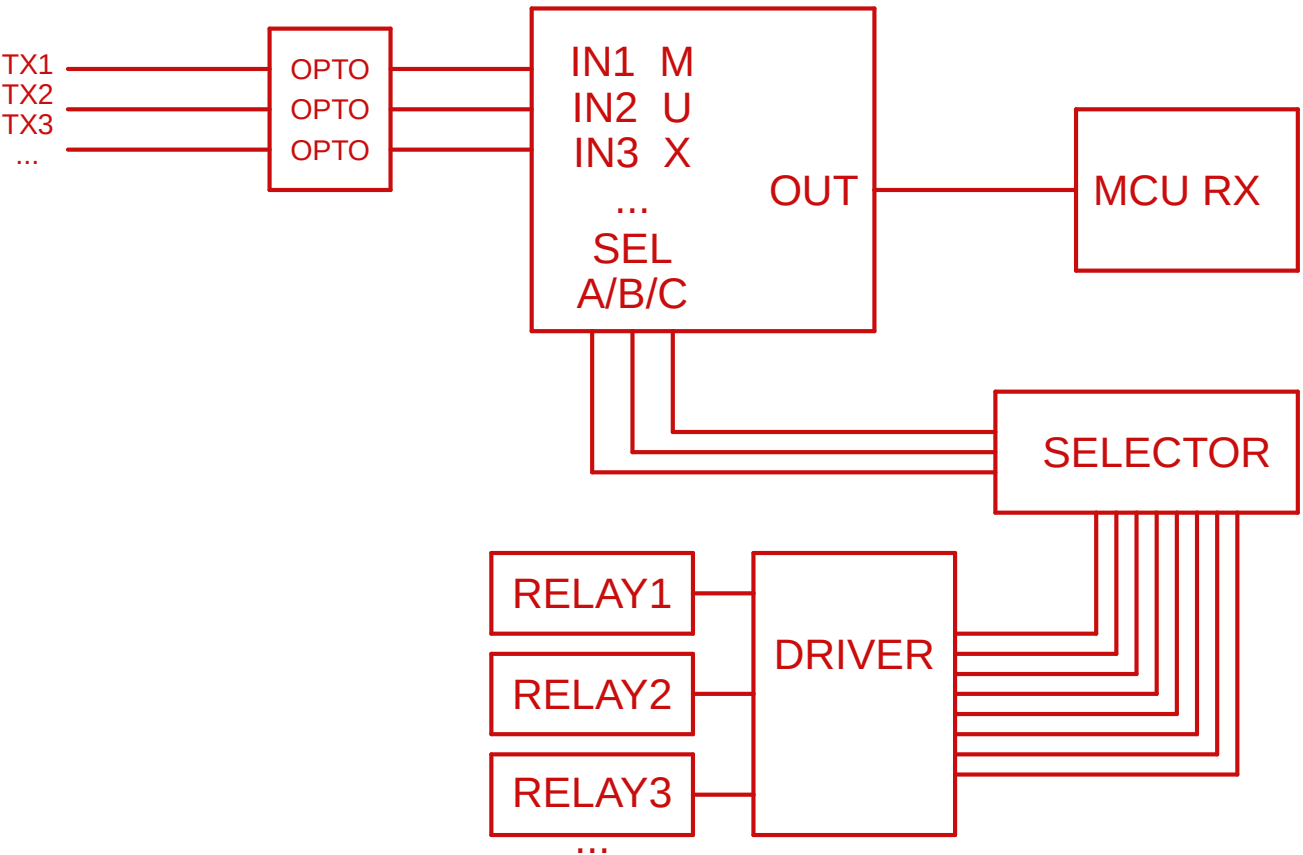 TX1
TX2
TX3
...
OPTO
OPTO
OPTO
IN1 M
IN2 U
IN3 X
...
SEL
A/B/C
OUT
MCU RX
SELECTOR
RELAY1
RELAY2
RELAY3
...
DRIVER